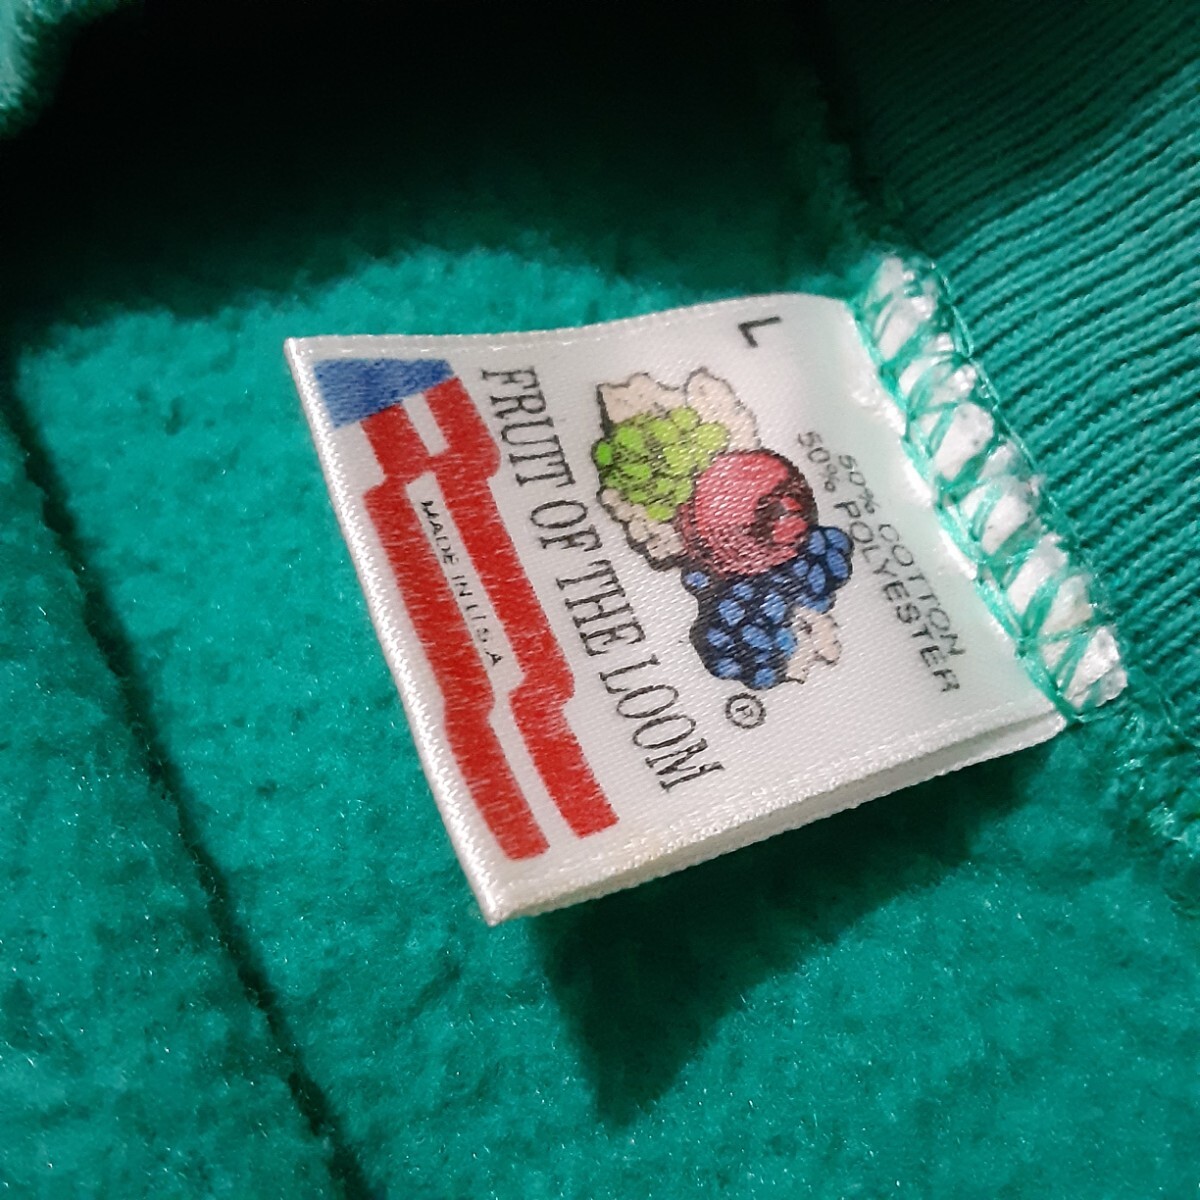 L
50% COTTON
50% POLYESTER
®
FRUIT OF THE LOOM
MADE IN U.S.A